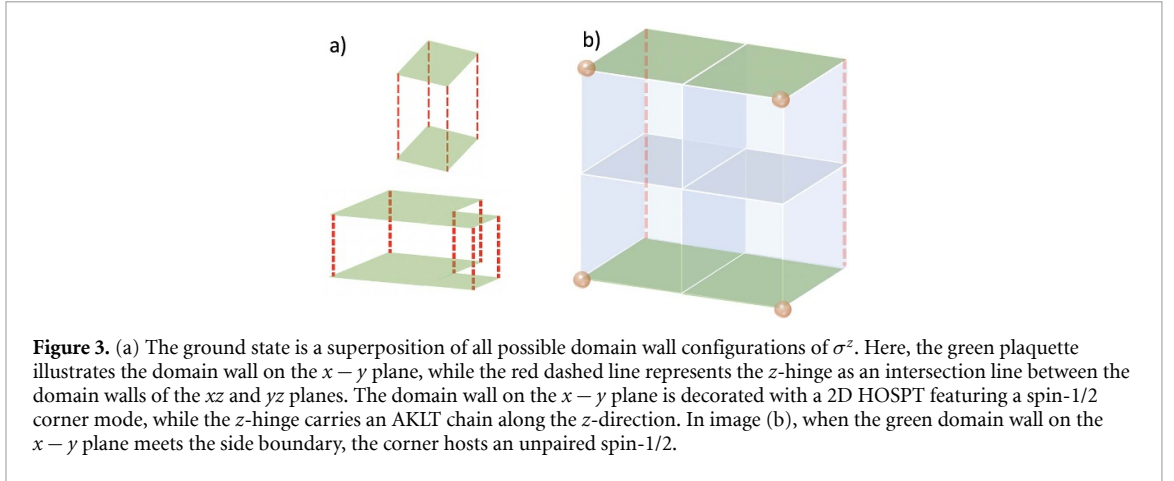 a)
b)
Figure 3. (a) The ground state is a superposition of all possible domain wall configurations of σᶻ. Here, the green plaquette
illustrates the domain wall on the x − y plane, while the red dashed line represents the z-hinge as an intersection line between the
domain walls of the xz and yz planes. The domain wall on the x − y plane is decorated with a 2D HOSPT featuring a spin-1/2
corner mode, while the z-hinge carries an AKLT chain along the z-direction. In image (b), when the green domain wall on the
x − y plane meets the side boundary, the corner hosts an unpaired spin-1/2.